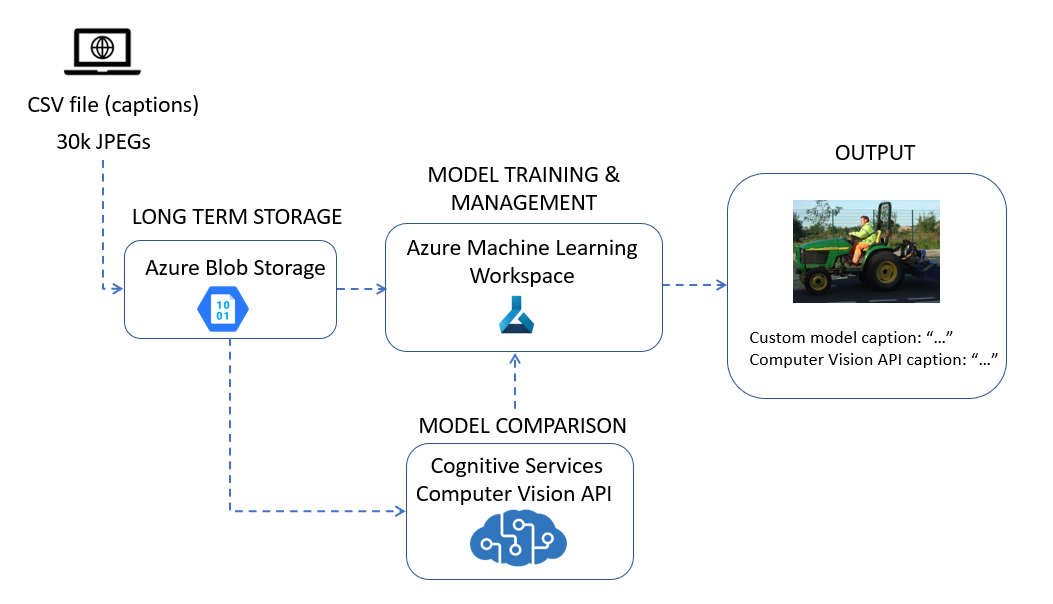 CSV file (captions)
30k JPEGs
LONG TERM STORAGE
Azure Blob Storage
10
01
MODEL TRAINING &
MANAGEMENT
Azure Machine Learning
Workspace
MODEL COMPARISON
Cognitive Services
Computer Vision API
OUTPUT
Custom model caption: “…”
Computer Vision API caption: “…”